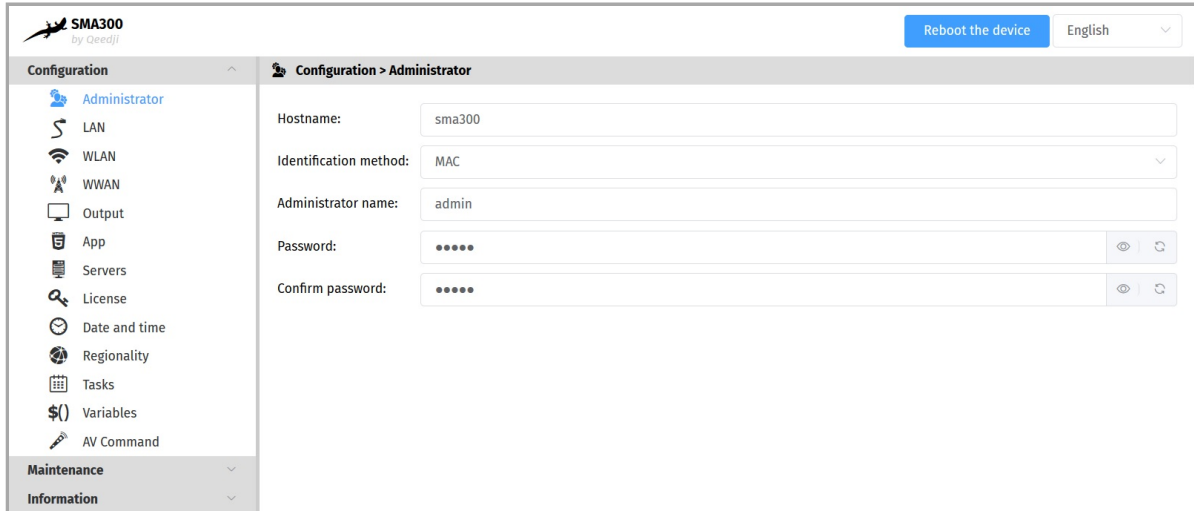 SMA300
by Qeedji
Reboot the device
English
Configuration
Administrator
LAN
WLAN
WWAN
Output
App
Servers
License
Date and time
Regionality
Tasks
$() Variables
AV Command
Maintenance
Information
Configuration > Administrator
Hostname: sma300
Identification method: MAC
Administrator name: admin
Password: •••••
Confirm password: •••••